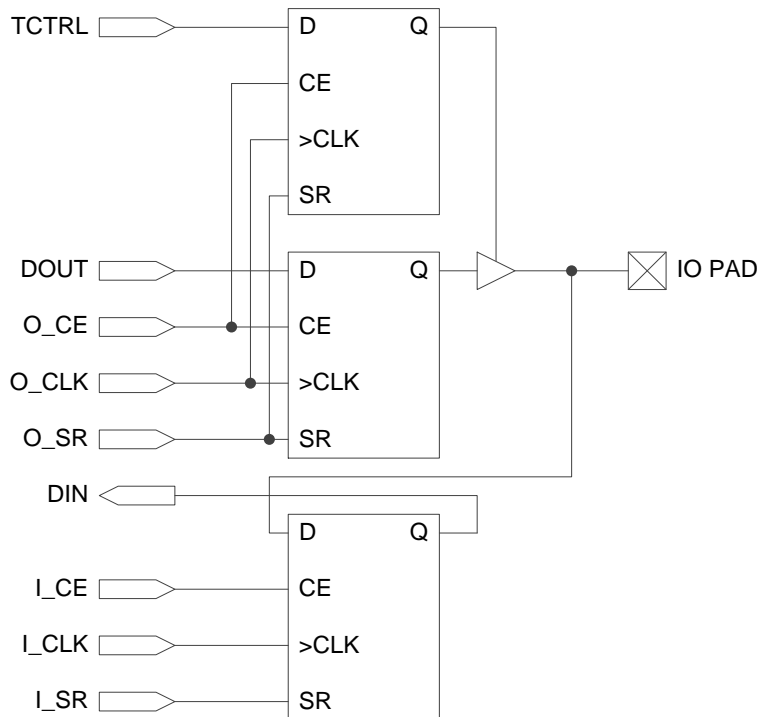 TCTRL
D Q
CE
>CLK
SR
DOUT
D Q
IO PAD
O_CE
CE
O_CLK
>CLK
O_SR
SR
DIN
D Q
I_CE
CE
I_CLK
>CLK
I_SR
SR